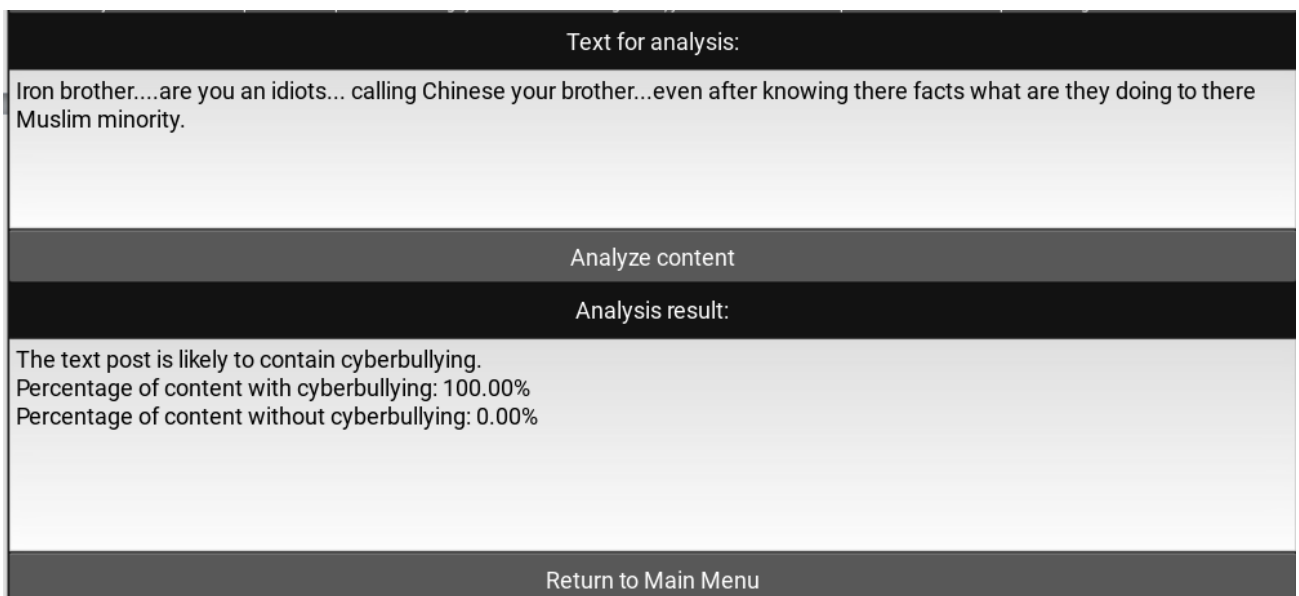 Text for analysis:
Iron brother....are you an idiots... calling Chinese your brother...even after knowing there facts what are they doing to there
Muslim minority.
Analyze content
Analysis result:
The text post is likely to contain cyberbullying.
Percentage of content with cyberbullying: 100.00%
Percentage of content without cyberbullying: 0.00%
Return to Main Menu